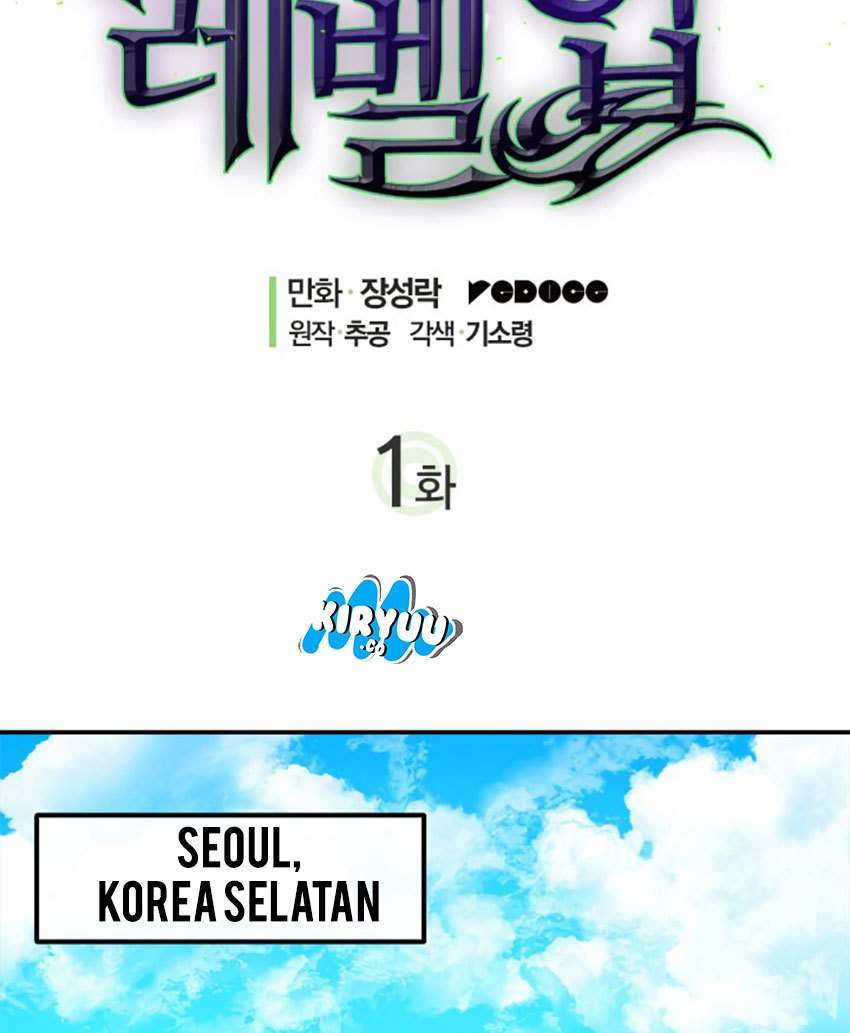 레벨업
만화·장성락 REDICE
원작·추공 각색·기소령
1화
KIRYUU
.CO
SEOUL,
KOREA SELATAN